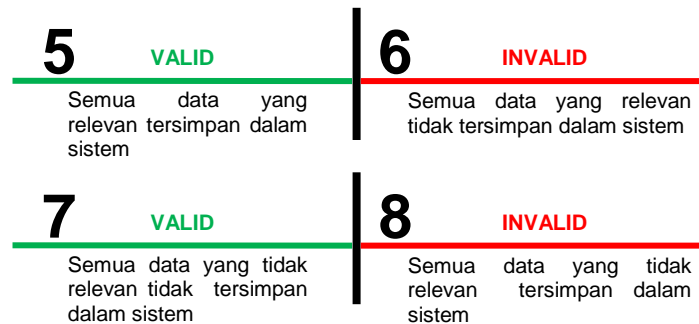 5 VALID
Semua data yang
relevan tersimpan dalam
sistem
6 INVALID
Semua data yang relevan
tidak tersimpan dalam sistem
7 VALID
Semua data yang tidak
relevan tidak tersimpan
dalam sistem
8 INVALID
Semua data yang tidak
relevan tersimpan dalam
sistem